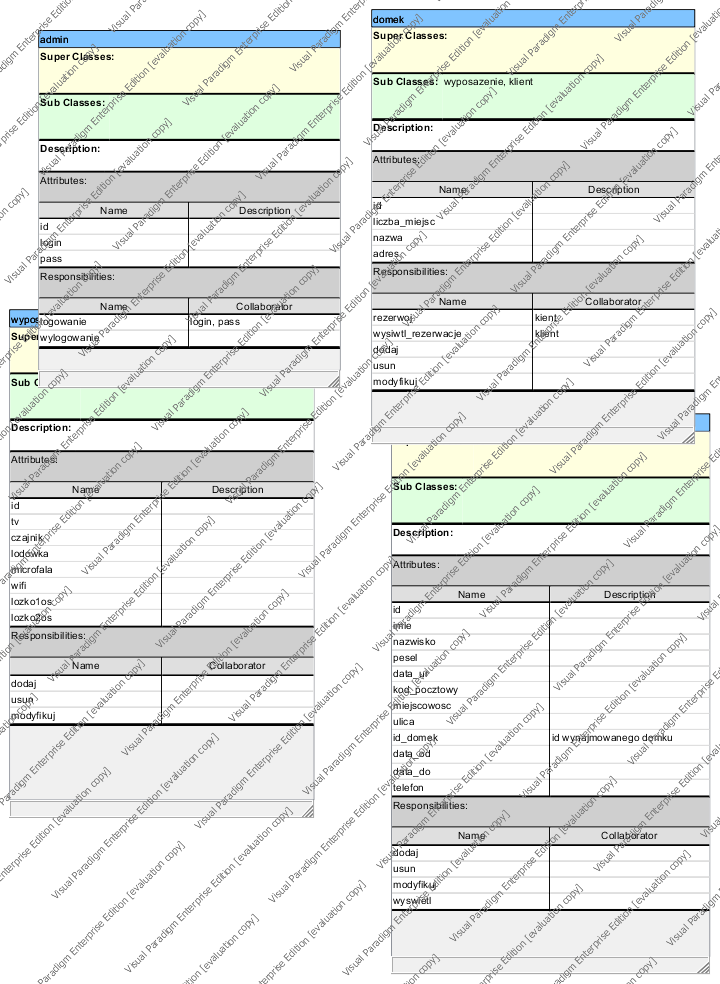 admin
Super Classes:
Sub Classes:
Description:
Attributes:
Name Description
id
login
pass
Responsibilities:
Name Collaborator
logowanie login, pass
wylogowanie
domek
Super Classes:
Sub Classes: wyposazenie, klient
Description:
Attributes:
Name Description
id
liczba_miejsc
nazwa
adres
Responsibilities:
Name Collaborator
rezerwoj kient
wysiwtl_rezerwacje klient
dodaj
usun
modyfikuj
wypos
Super
Sub C
Description:
Attributes:
Name Description
id
tv
czajnik
lodowka
microfala
wifi
lozko1os
lozko2os
Responsibilities:
Name Collaborator
dodaj
usun
modyfikuj
Sub Classes:
Description:
Attributes:
Name Description
id
imie
nazwisko
pesel
data_ur
kod_pocztowy
miejscowosc
ulica
id_domek id wynajmowanego domku
data_od
data_do
telefon
Responsibilities:
Name Collaborator
dodaj
usun
modyfikuj
wyswietl
Visual Paradigm Enterprise Edition [evaluation copy]